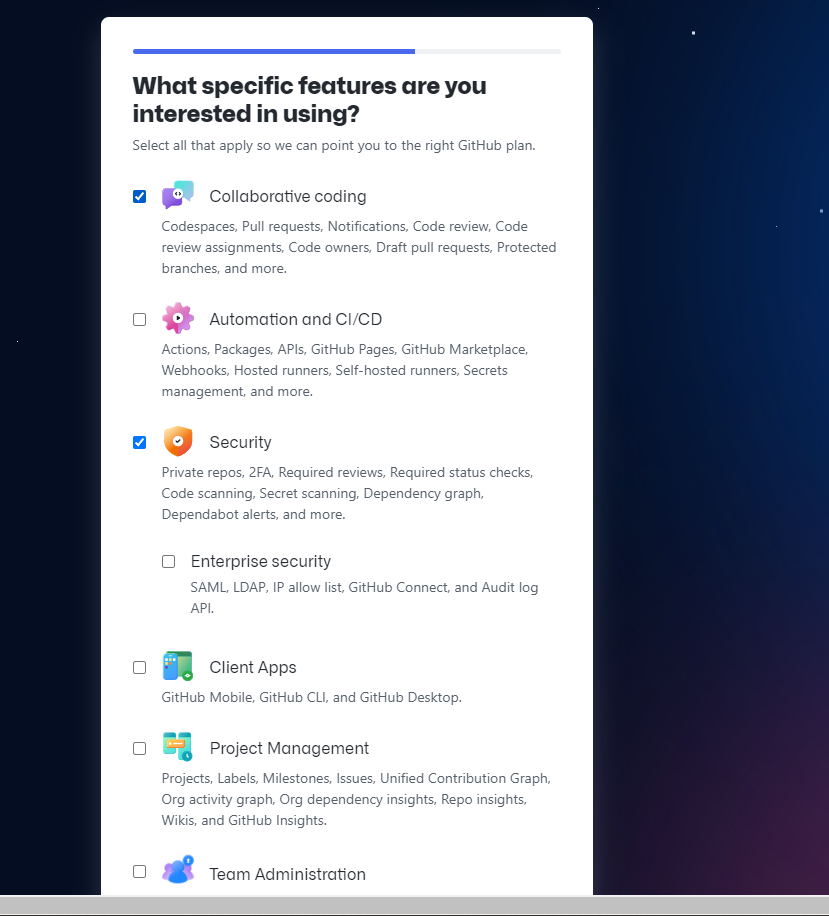 What specific features are you
interested in using?
Select all that apply so we can point you to the right GitHub plan.
Collaborative coding
Codespaces, Pull requests, Notifications, Code review, Code
review assignments, Code owners, Draft pull requests, Protected
branches, and more.
Automation and CI/CD
Actions, Packages, APIs, GitHub Pages, GitHub Marketplace,
Webhooks, Hosted runners, Self-hosted runners, Secrets
management, and more.
Security
Private repos, 2FA, Required reviews, Required status checks,
Code scanning, Secret scanning, Dependency graph,
Dependabot alerts, and more.
Enterprise security
SAML, LDAP, IP allow list, GitHub Connect, and Audit log
API.
Client Apps
GitHub Mobile, GitHub CLI, and GitHub Desktop.
Project Management
Projects, Labels, Milestones, Issues, Unified Contribution Graph,
Org activity graph, Org dependency insights, Repo insights,
Wikis, and GitHub Insights.
Team Administration